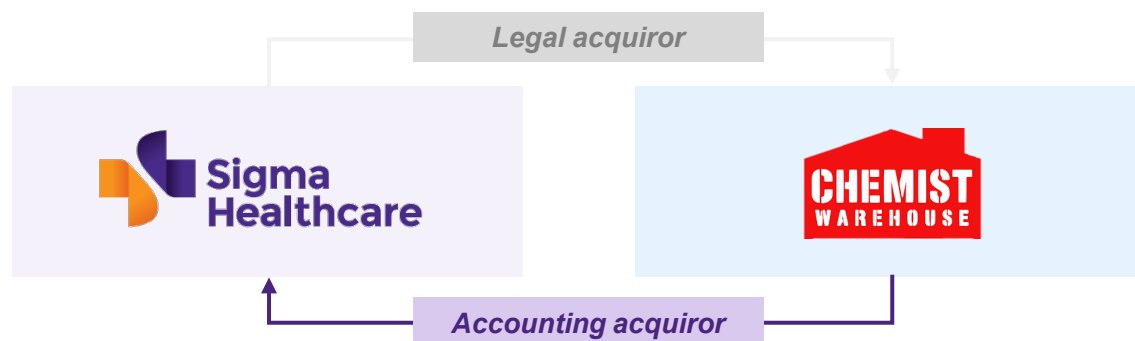 Legal acquiror
Sigma
Healthcare
CHEMIST
WAREHOUSE
Accounting acquiror